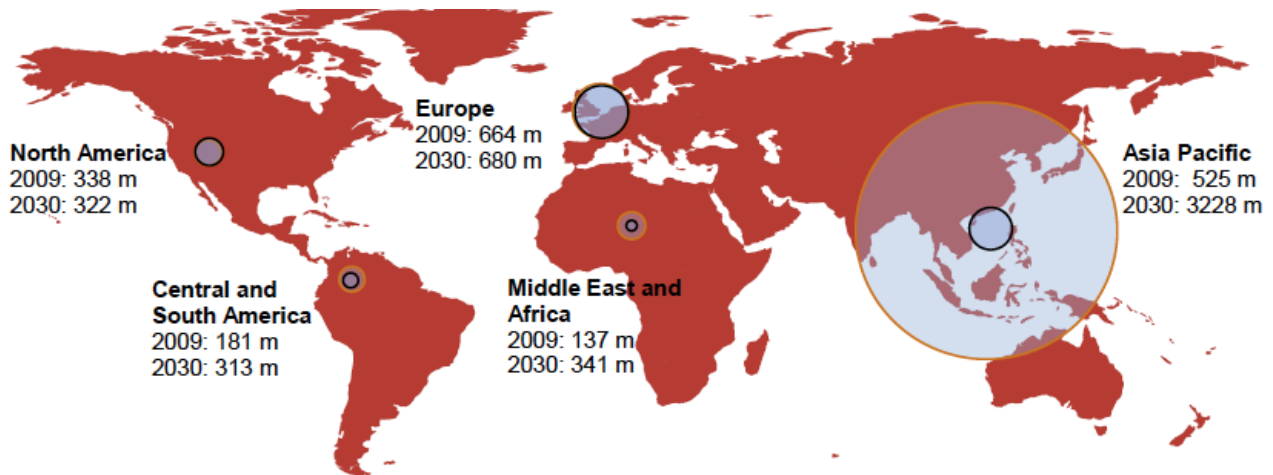 North America
2009: 338 m
2030: 322 m
Central and
South America
2009: 181 m
2030: 313 m
Europe
2009: 664 m
2030: 680 m
Middle East and
Africa
2009: 137 m
2030: 341 m
Asia Pacific
2009: 525 m
2030: 3228 m